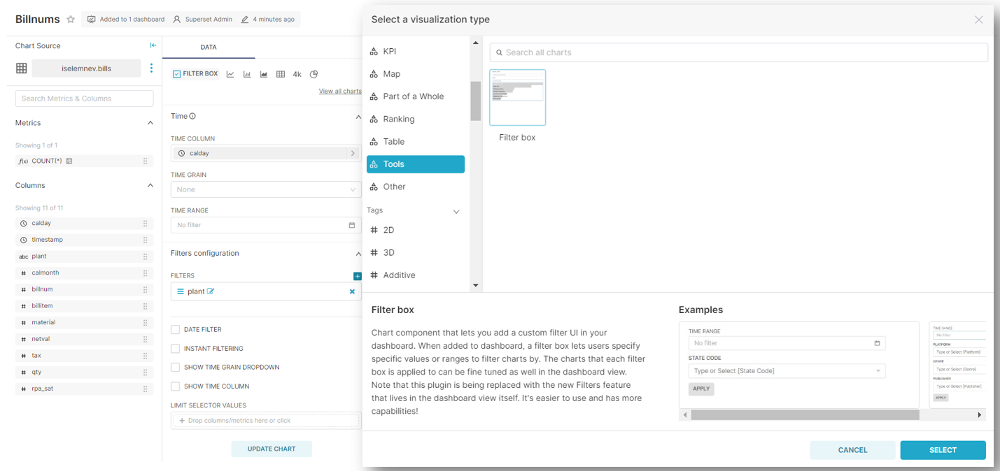 Billnums
Added to 1 dashboard
Superset Admin
4 minutes ago
Chart Source
iselemnev.bills
Search Metrics & Columns
Metrics
Showing 1 of 1
f(x) COUNT(*)
Columns
Showing 11 of 11
calday
timestamp
abc plant
# calmonth
# billnum
# billitem
# material
# netval
# tax
# qty
# rpa_sat
DATA
FILTER BOX
4k
View all charts
Time
TIME COLUMN
calday
TIME GRAIN
None
TIME RANGE
No filter
Filters configuration
FILTERS
plant
DATE FILTER
INSTANT FILTERING
SHOW TIME GRAIN DROPDOWN
SHOW TIME COLUMN
LIMIT SELECTOR VALUES
+ Drop columns/metrics here or click
UPDATE CHART
Select a visualization type
KPI
Map
Part of a Whole
Ranking
Table
Tools
Other
Tags
# 2D
# 3D
# Additive
Search all charts
Filter box
Filter box
Chart component that lets you add a custom filter UI in your
dashboard. When added to dashboard, a filter box lets users specify
specific values or ranges to filter charts by. The charts that each filter
box is applied to can be fine tuned as well in the dashboard view.
Note that this plugin is being replaced with the new Filters feature
that lives in the dashboard view itself. It's easier to use and has more
capabilities!
Examples
TIME RANGE
No filter
STATE CODE
Type or Select [State Code]
APPLY
TIME RANGE
No filter
PLATFORM
Type or Select [Platform]
GENRE
Type or Select [Genre]
PUBLISHER
Type or Select [Publisher]
APPLY
CANCEL
SELECT